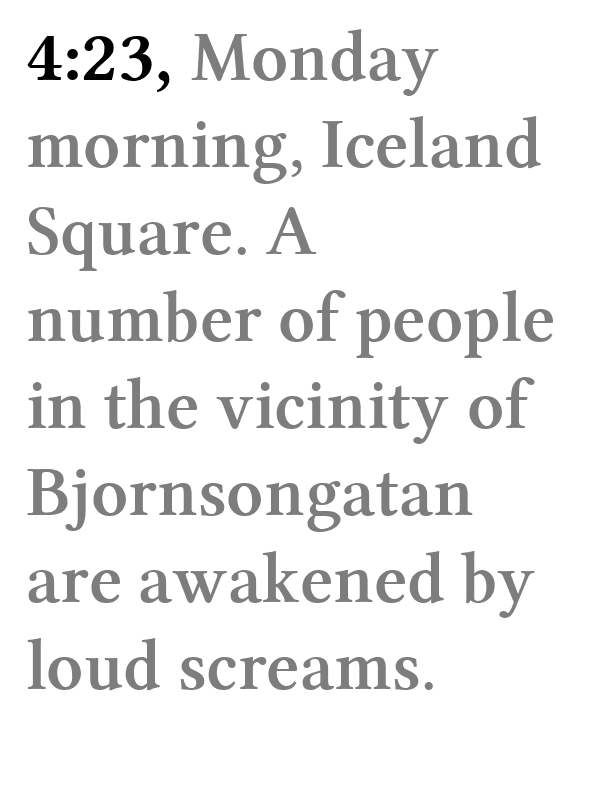 4:23, Monday
morning, Iceland
Square. A
number of people
in the vicinity of
Bjornsongatan
are awakened by
loud screams.